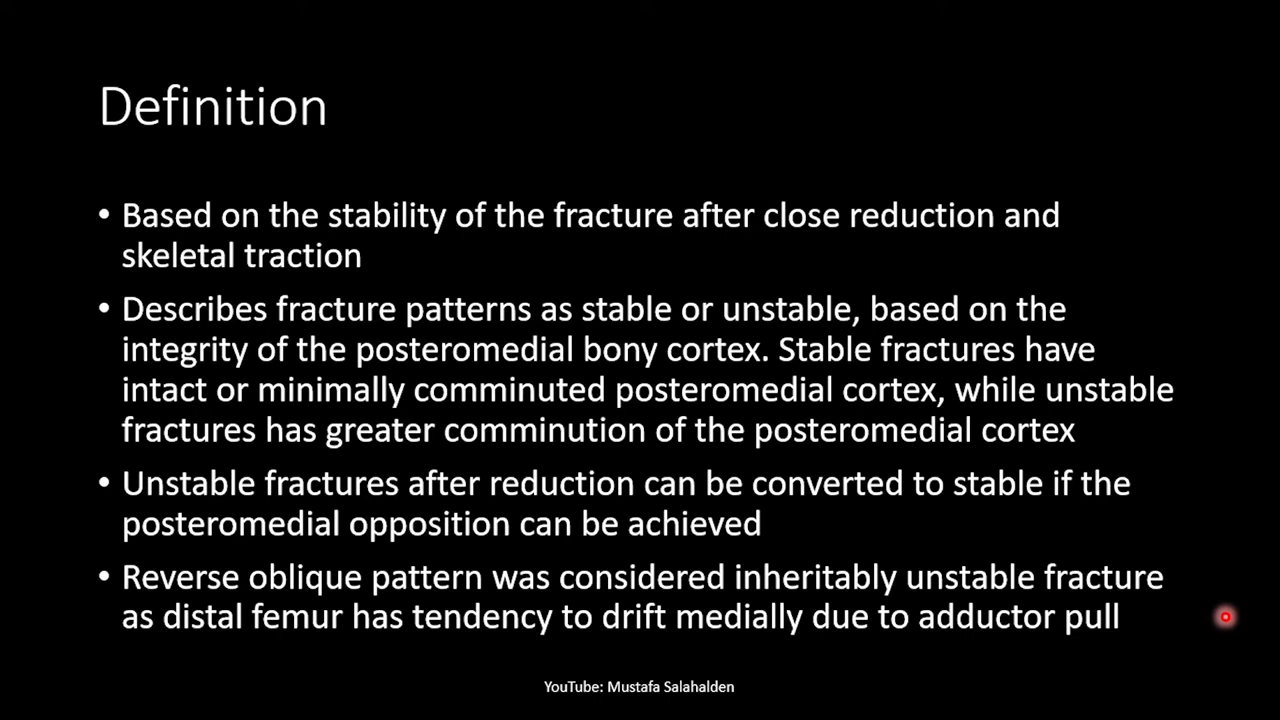 Definition
• Based on the stability of the fracture after close reduction and
skeletal traction
• Describes fracture patterns as stable or unstable, based on the
integrity of the posteromedial bony cortex. Stable fractures have
intact or minimally comminuted posteromedial cortex, while unstable
fractures has greater comminution of the posteromedial cortex
• Unstable fractures after reduction can be converted to stable if the
posteromedial opposition can be achieved
• Reverse oblique pattern was considered inheritably unstable fracture
as distal femur has tendency to drift medially due to adductor pull
YouTube: Mustafa Salahalden